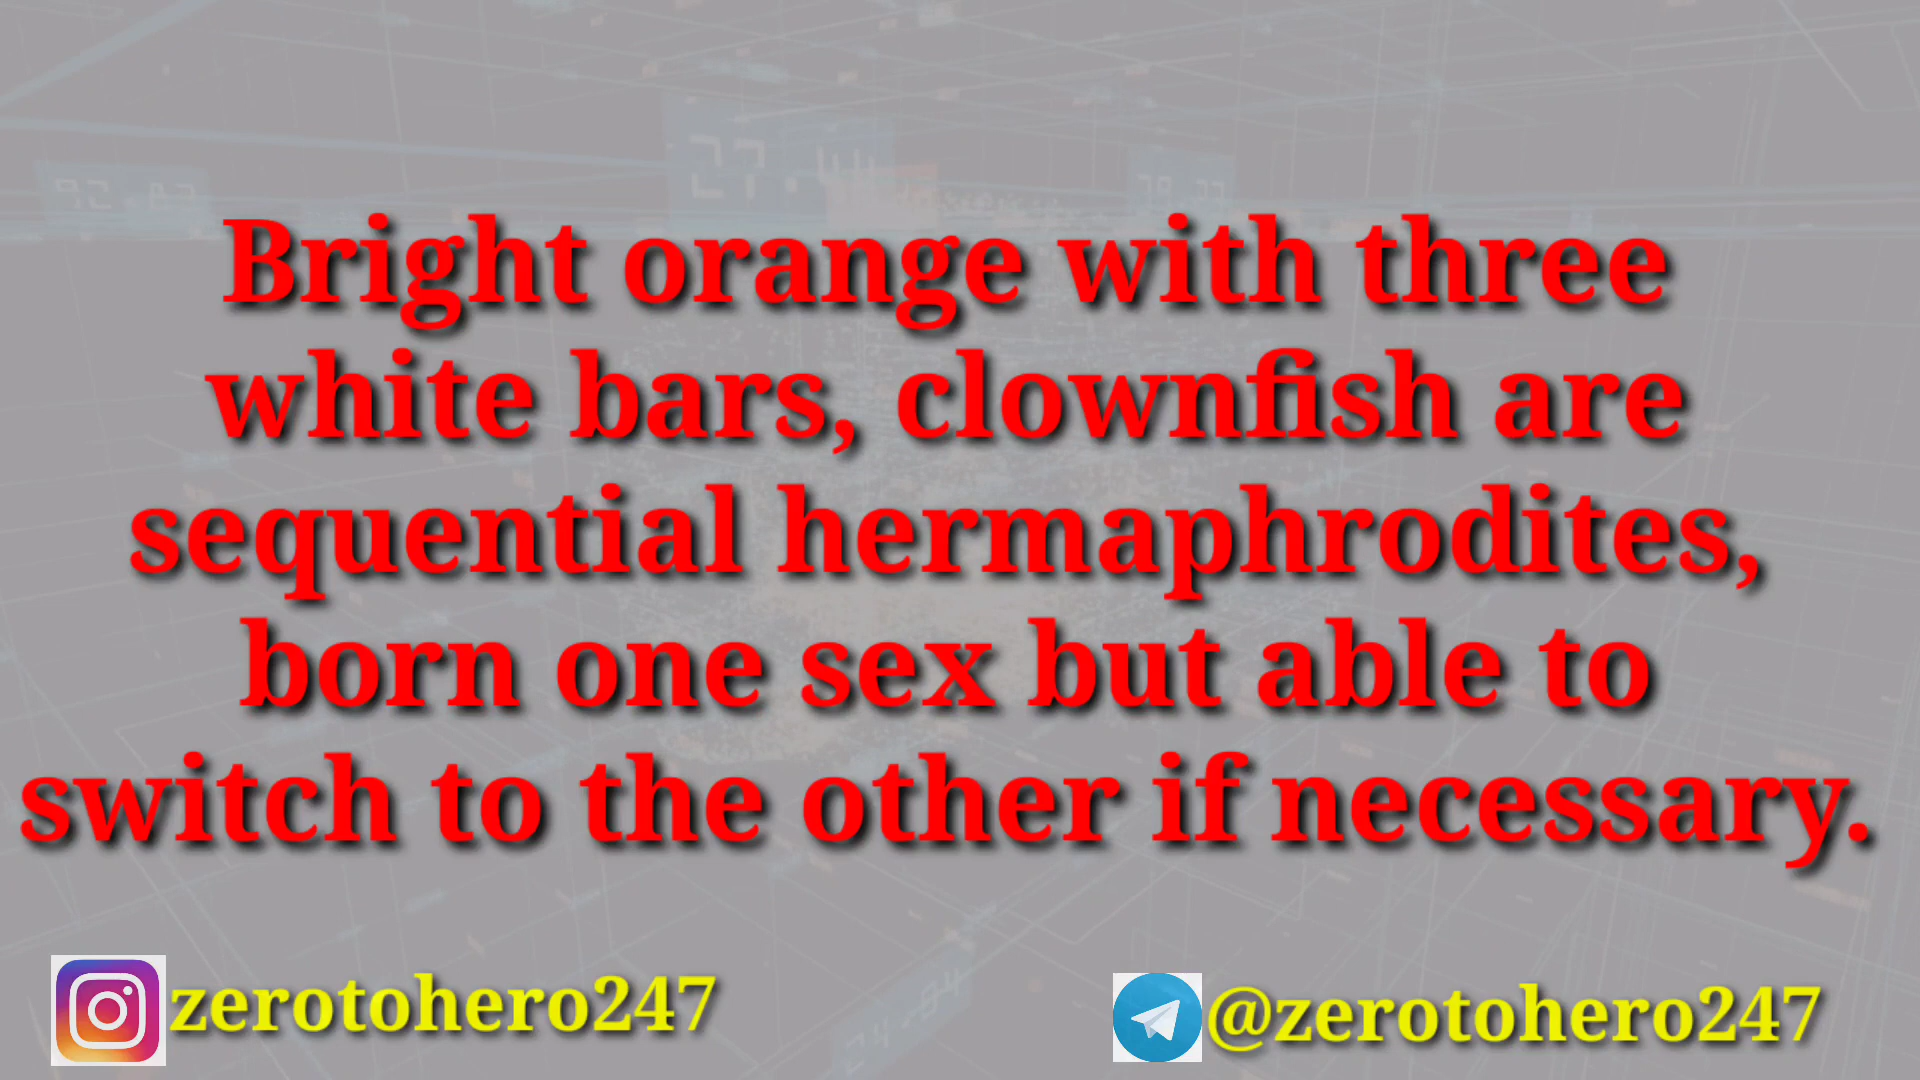 Bright orange with three
white bars, clownfish are
sequential hermaphrodites,
born one sex but able to
switch to the other if necessary.
zerotohero247
@zerotohero247